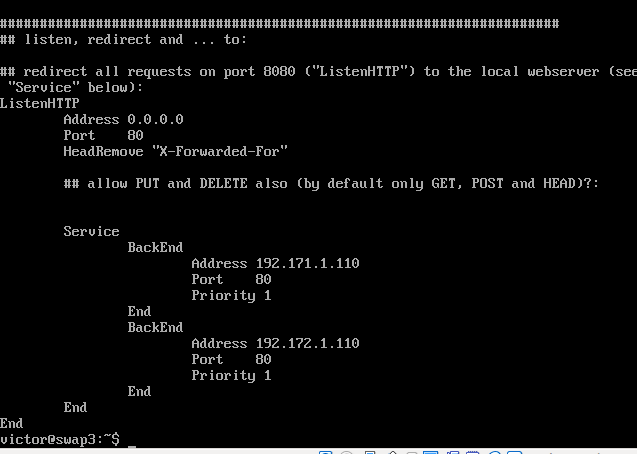 ######################################################################
## listen, redirect and ... to:
## redirect all requests on port 8080 ("ListenHTTP") to the local webserver (see
"Service" below):
ListenHTTP
Address 0.0.0.0
Port 80
HeadRemove "X-Forwarded-For"
## allow PUT and DELETE also (by default only GET, POST and HEAD)?:
Service
BackEnd
Address 192.171.1.110
Port 80
Priority 1
End
BackEnd
Address 192.172.1.110
Port 80
Priority 1
End
End
End
victor@swap3:~$ _